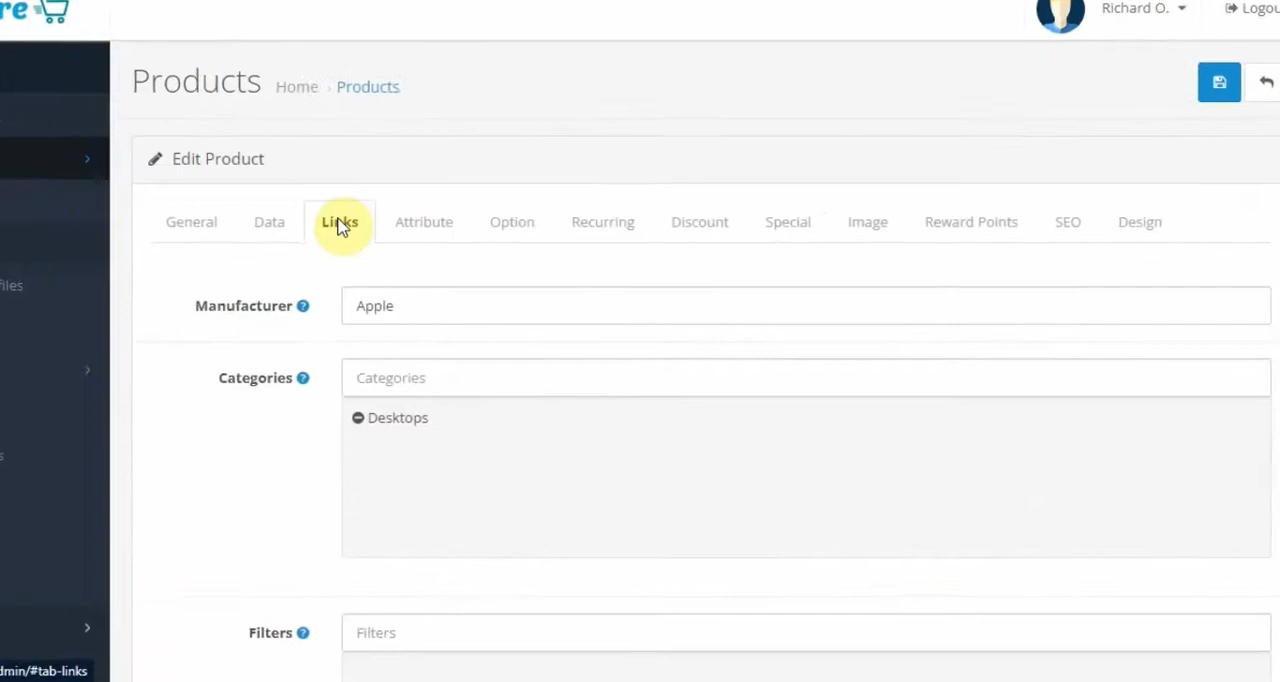 re
Richard O.
Logou
Products Home › Products
Edit Product
General Data Links Attribute Option Recurring Discount Special Image Reward Points SEO Design
files
Manufacturer ? Apple
Categories ? Categories
Desktops
s
Filters ? Filters
dmin/#tab-links